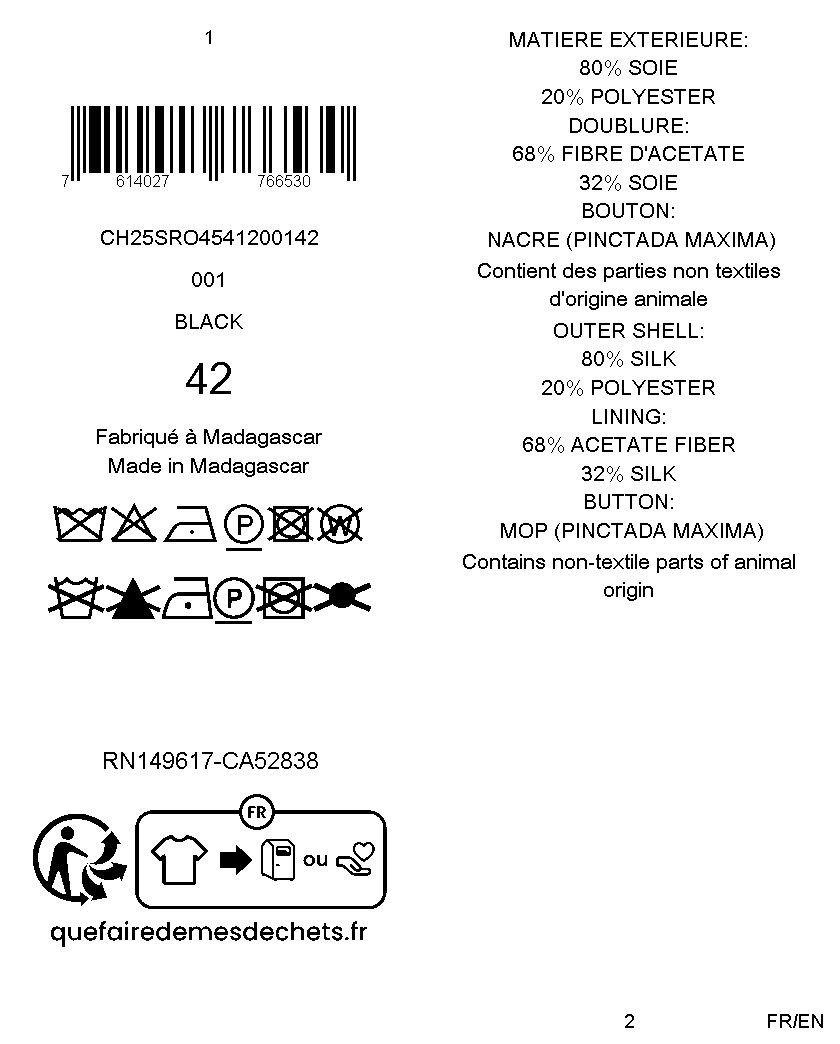 1
7 614027 766530
CH25SRO4541200142
001
BLACK
42
Fabriqué à Madagascar
Made in Madagascar
P W
P
RN149617-CA52838
FR
ou
quefairedemesdechets.fr
MATIERE EXTERIEURE:
80% SOIE
20% POLYESTER
DOUBLURE:
68% FIBRE D'ACETATE
32% SOIE
BOUTON:
NACRE (PINCTADA MAXIMA)
Contient des parties non textiles
d'origine animale
OUTER SHELL:
80% SILK
20% POLYESTER
LINING:
68% ACETATE FIBER
32% SILK
BUTTON:
MOP (PINCTADA MAXIMA)
Contains non-textile parts of animal
origin
2
FR/EN